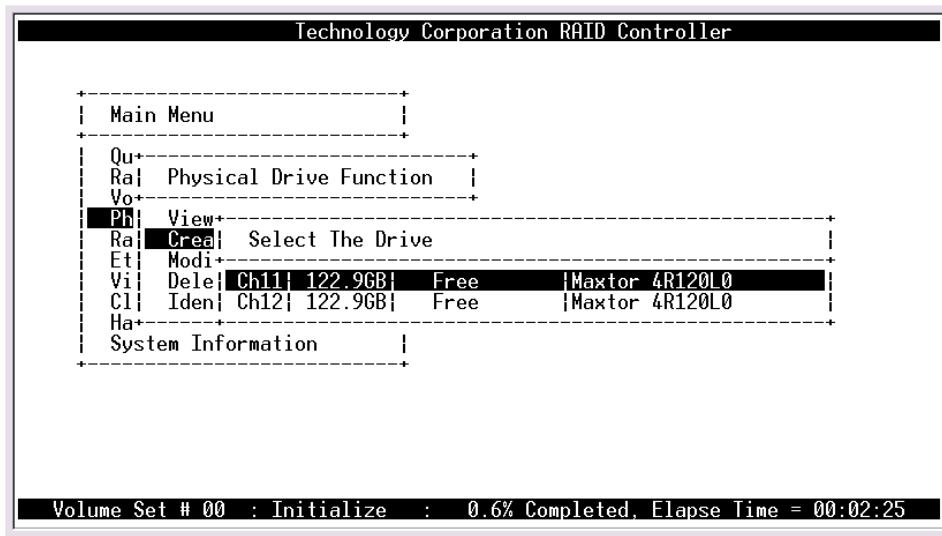 Technology Corporation RAID Controller
Main Menu
Qu
Ra| Physical Drive Function
Vo
Ph| View
Ra| Crea| Select The Drive
Et| Modi
Vi| Dele| Ch11| 122.9GB| Free |Maxtor 4R120L0
Cl| Iden| Ch12| 122.9GB| Free |Maxtor 4R120L0
Ha
System Information
Volume Set # 00 : Initialize : 0.6% Completed, Elapse Time = 00:02:25